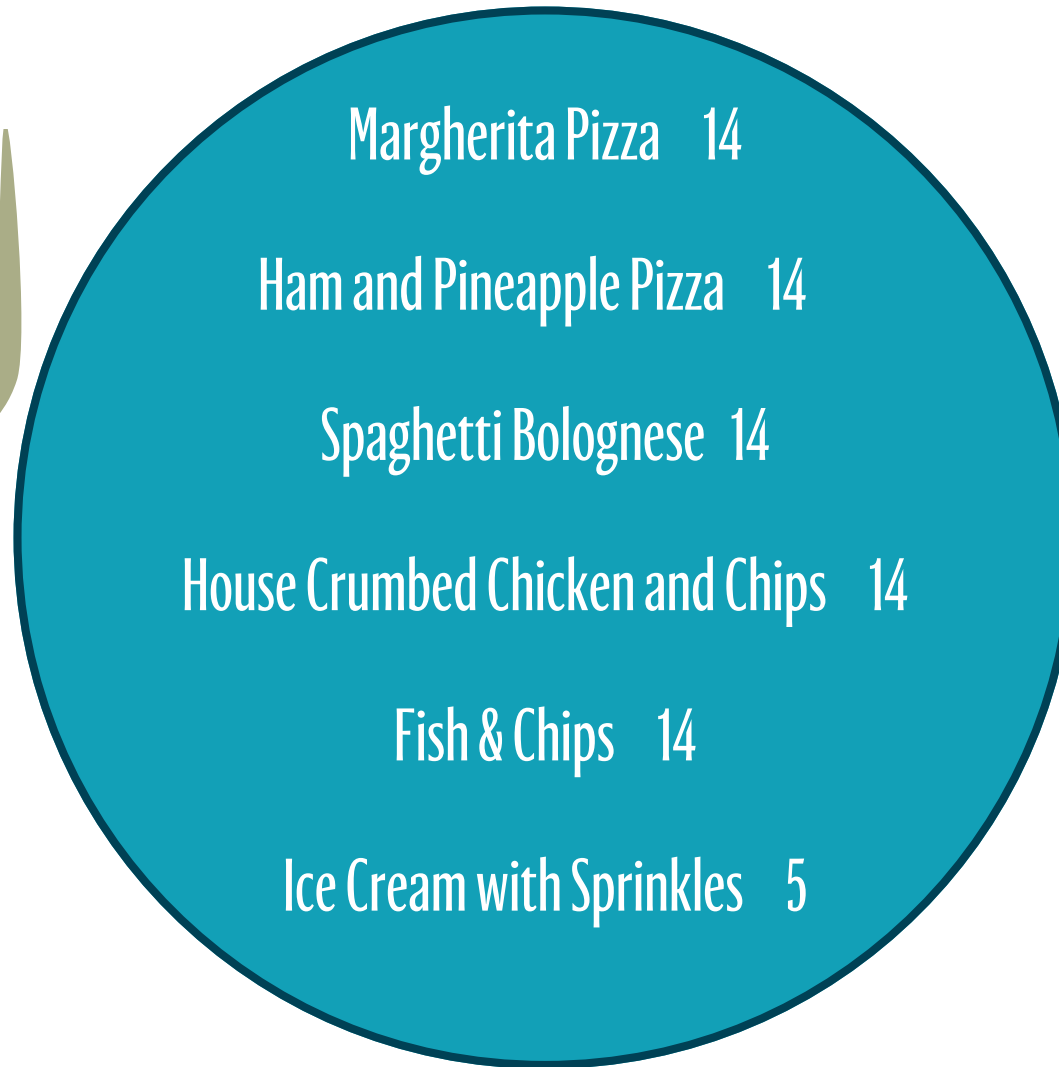 Margherita Pizza 14
Ham and Pineapple Pizza 14
Spaghetti Bolognese 14
House Crumbed Chicken and Chips 14
Fish & Chips 14
Ice Cream with Sprinkles 5